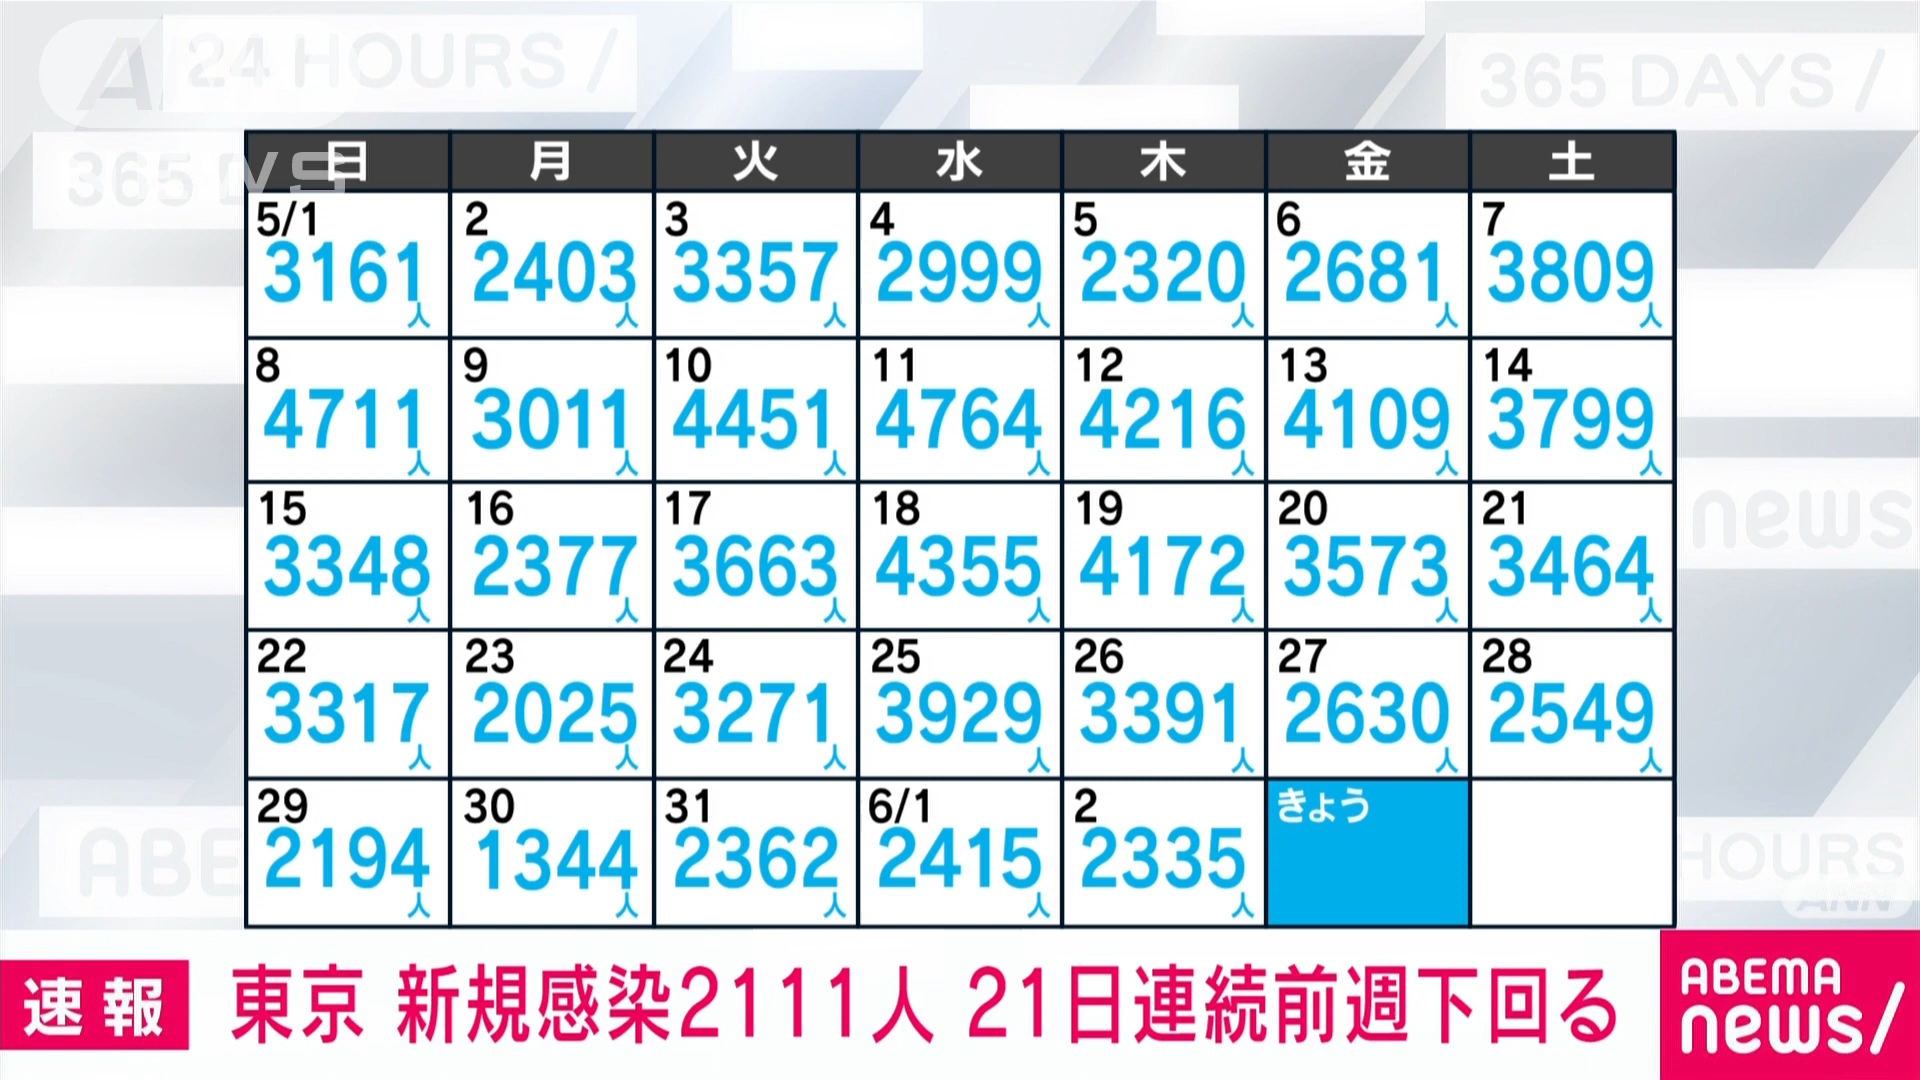 24 HOURS /
365 DAYS /
365 D
日 月 火 水 木 金 土
5/1 2 3 4 5 6 7
3161人 2403人 3357人 2999人 2320人 2681人 3809人
8 9 10 11 12 13 14
4711人 3011人 4451人 4764人 4216人 4109人 3799人
15 16 17 18 19 20 21
3348人 2377人 3663人 4355人 4172人 3573人 3464人
news
22 23 24 25 26 27 28
3317人 2025人 3271人 3929人 3391人 2630人 2549人
29 30 31 6/1 2 きょう
2194人 1344人 2362人 2415人 2335人
ABE
HOURS
ANN
速報 東京 新規感染2111人 21日連続前週下回る
ABEMA
news/